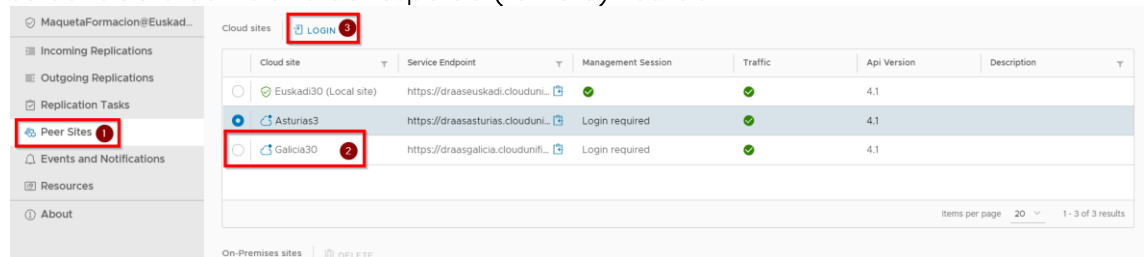 MaquetaFormacion@Euskad...
Incoming Replications
Outgoing Replications
Replication Tasks
Peer Sites 1
Events and Notifications
Resources
About
Cloud sites LOGIN 3
Cloud site Service Endpoint Management Session Traffic Api Version Description
Euskadi30 (Local site) https://draaseuskadi.clouduni... 4.1
Asturias3 https://draasasturias.clouduni... Login required 4.1
Galicia30 2 https://draasgalicia.cloudunifi... Login required 4.1
Items per page 20 1 - 3 of 3 results
On-Premises sites DELETE